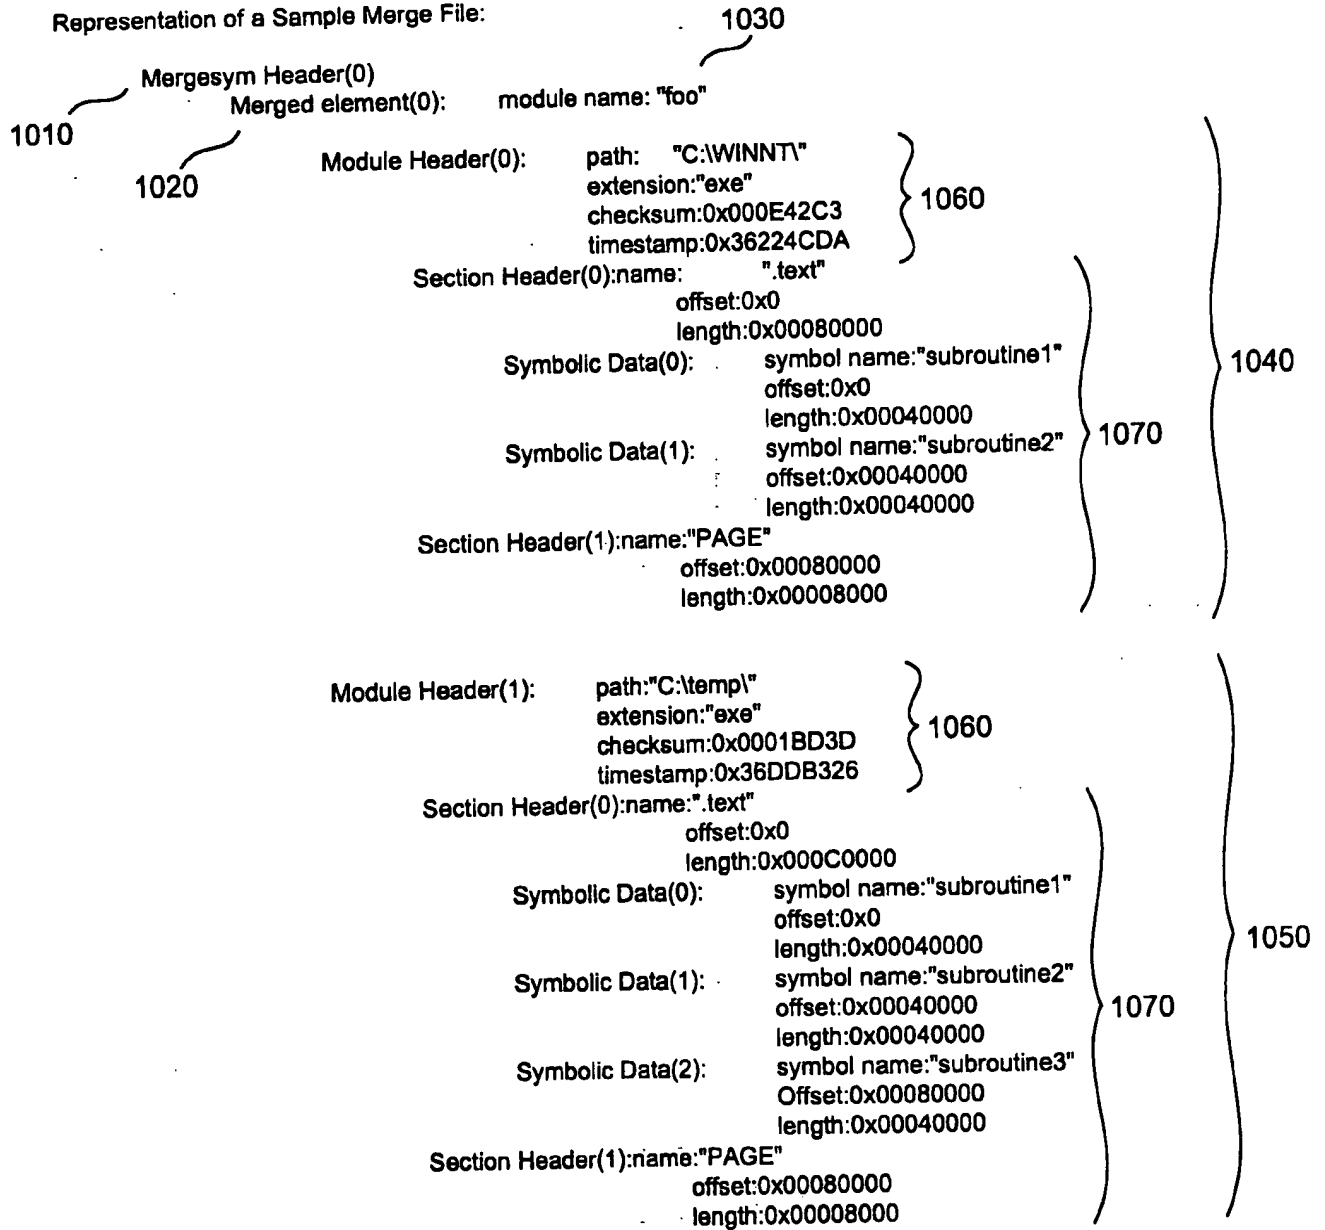 Representation of a Sample Merge File:
1030
Mergesym Header(0)
Merged element(0): module name: "foo"
1010
1020
Module Header(0): path: "C:\WINNT\"
extension:"exe"
1060
checksum:0x000E42C3
timestamp:0x36224CDA
Section Header(0):name: ".text"
offset:0x0
length:0x00080000
Symbolic Data(0): symbol name:"subroutine1"
1040
offset:0x0
length:0x00040000
Symbolic Data(1): symbol name:"subroutine2"
1070
offset:0x00040000
length:0x00040000
Section Header(1):name:"PAGE"
offset:0x00080000
length:0x00008000
Module Header(1): path:"C:\temp\"
extension:"exe"
1060
checksum:0x0001BD3D
timestamp:0x36DDB326
Section Header(0):name:".text"
offset:0x0
length:0x000C0000
Symbolic Data(0): symbol name:"subroutine1"
offset:0x0
1050
length:0x00040000
Symbolic Data(1): symbol name:"subroutine2"
offset:0x00040000
1070
length:0x00040000
Symbolic Data(2): symbol name:"subroutine3"
Offset:0x00080000
length:0x00040000
Section Header(1):name:"PAGE"
offset:0x00080000
length:0x00008000